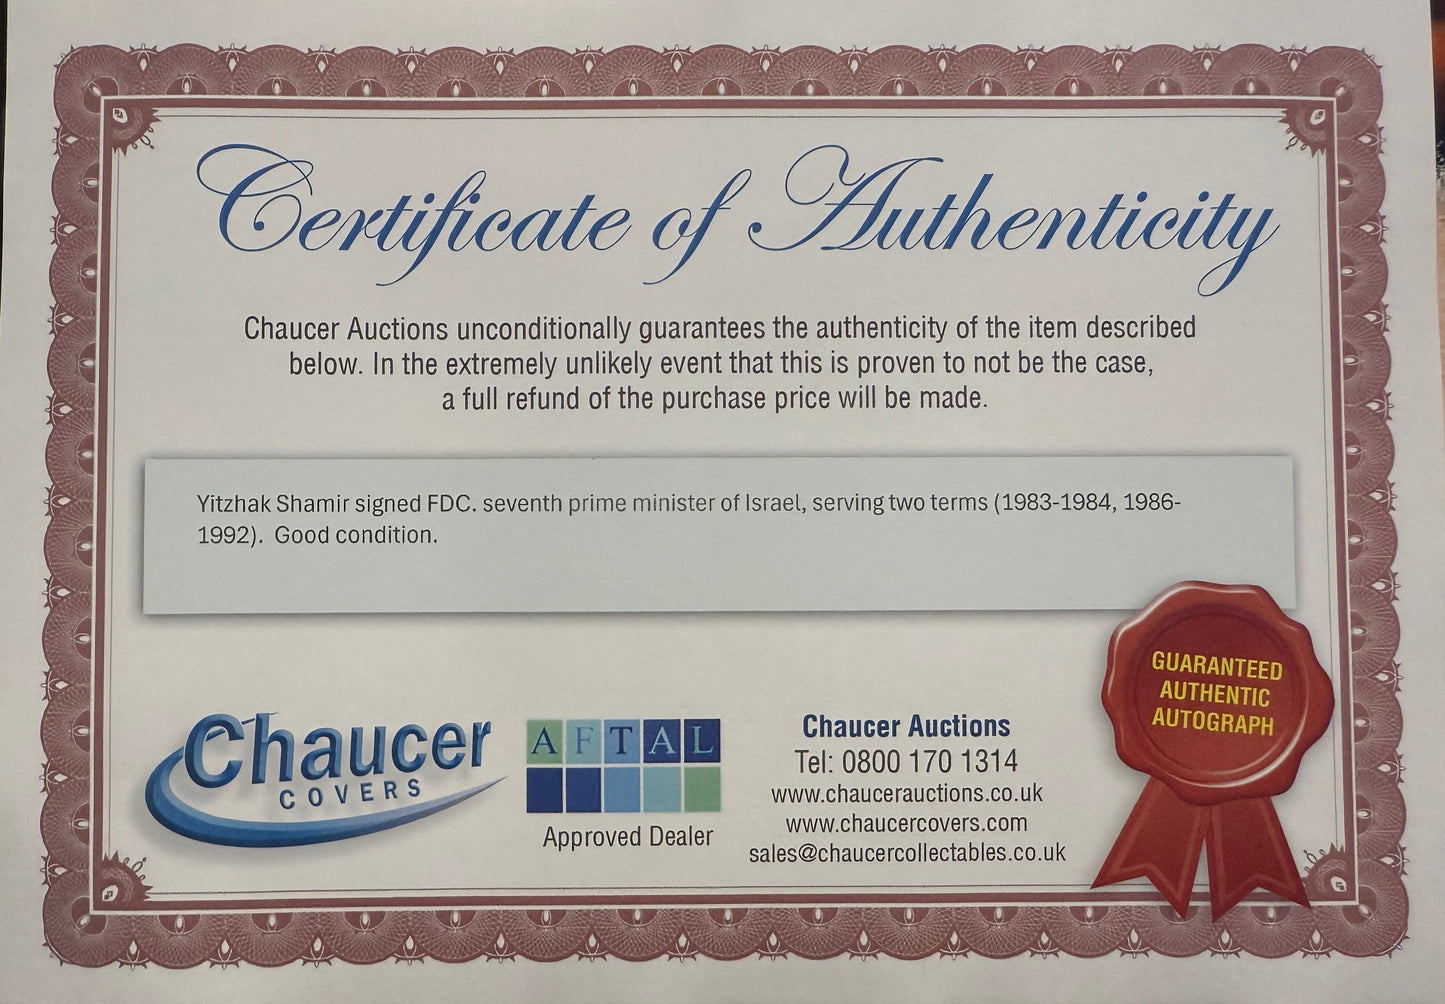 Certificate of Authenticity
Chaucer Auctions unconditionally guarantees the authenticity of the item described
below. In the extremely unlikely event that this is proven to not be the case,
a full refund of the purchase price will be made.
Yitzhak Shamir signed FDC. seventh prime minister of Israel, serving two terms (1983-1984, 1986-
1992).  Good condition.
GUARANTEED
AUTHENTIC
AUTOGRAPH
Chaucer
COVERS
AFTAL
Approved Dealer
Chaucer Auctions
Tel: 0800 170 1314
www.chaucerauctions.co.uk
www.chaucercovers.com
sales@chaucercollectables.co.uk